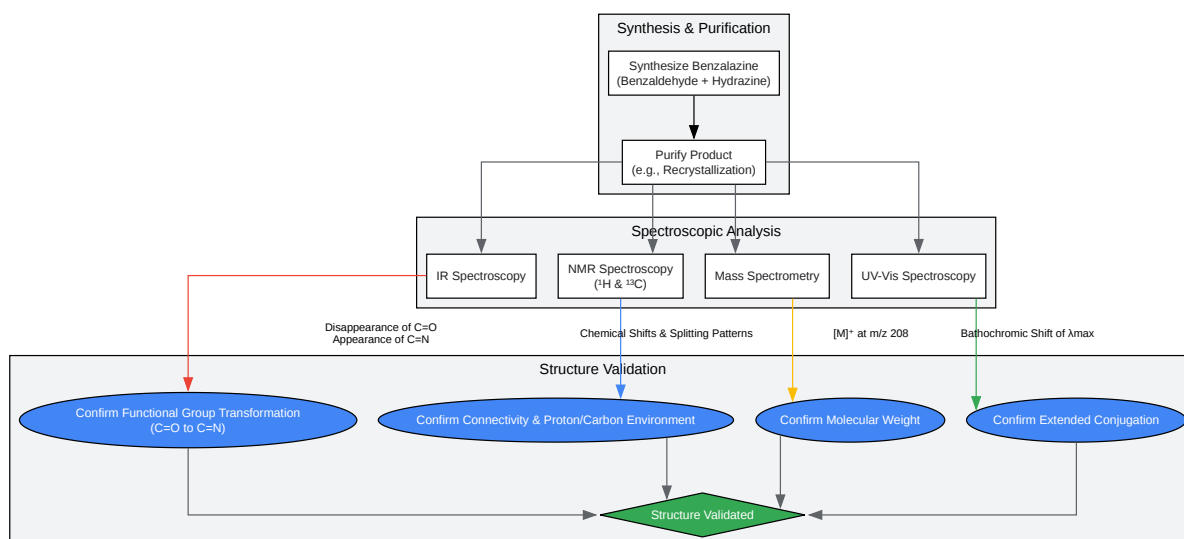 Synthesis & Purification
Synthesize Benzalazine
(Benzaldehyde + Hydrazine)
Purify Product
(e.g., Recrystallization)
Spectroscopic Analysis
IR Spectroscopy
NMR Spectroscopy
(¹H & ¹³C)
Mass Spectrometry
UV-Vis Spectroscopy
Disappearance of C=O
Appearance of C=N
Chemical Shifts & Splitting Patterns
[M]⁺ at m/z 208
Bathochromic Shift of λmax
Structure Validation
Confirm Functional Group Transformation
(C=O to C=N)
Confirm Connectivity & Proton/Carbon Environment
Confirm Molecular Weight
Confirm Extended Conjugation
Structure Validated